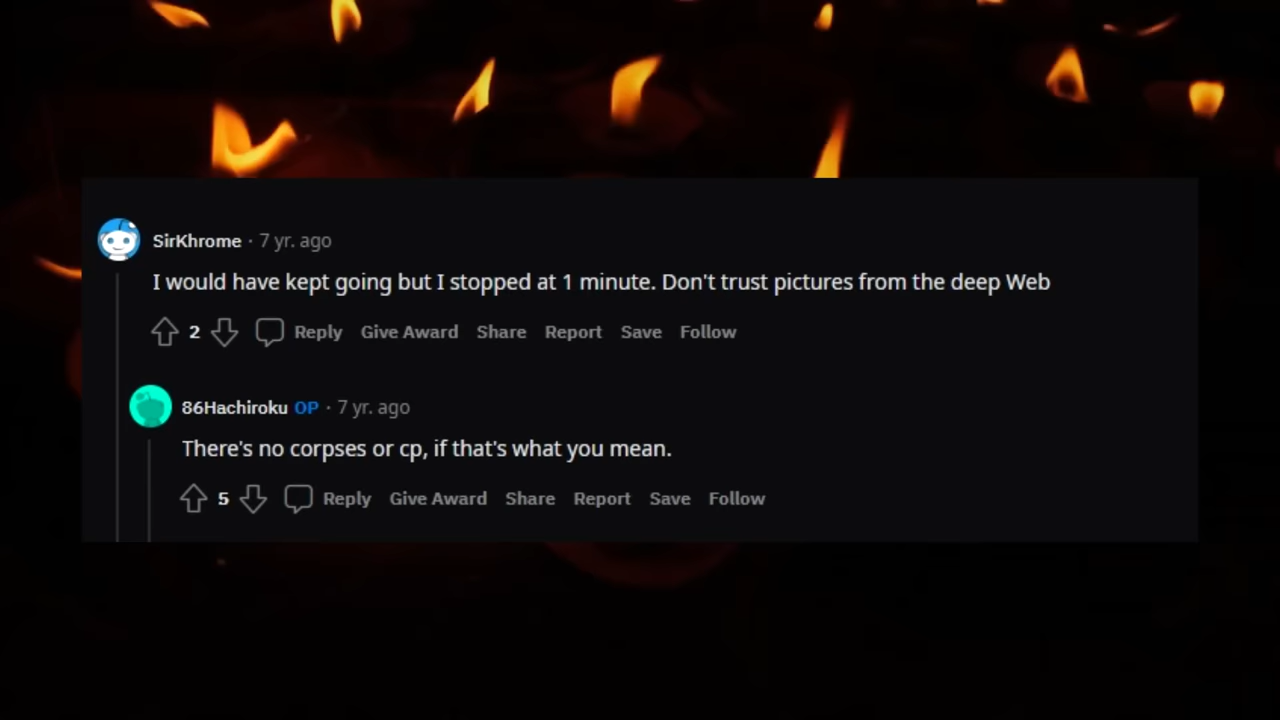 SirKhrome · 7 yr. ago
I would have kept going but I stopped at 1 minute. Don't trust pictures from the deep Web
2 Reply Give Award Share Report Save Follow
86Hachiroku OP · 7 yr. ago
There's no corpses or cp, if that's what you mean.
5 Reply Give Award Share Report Save Follow